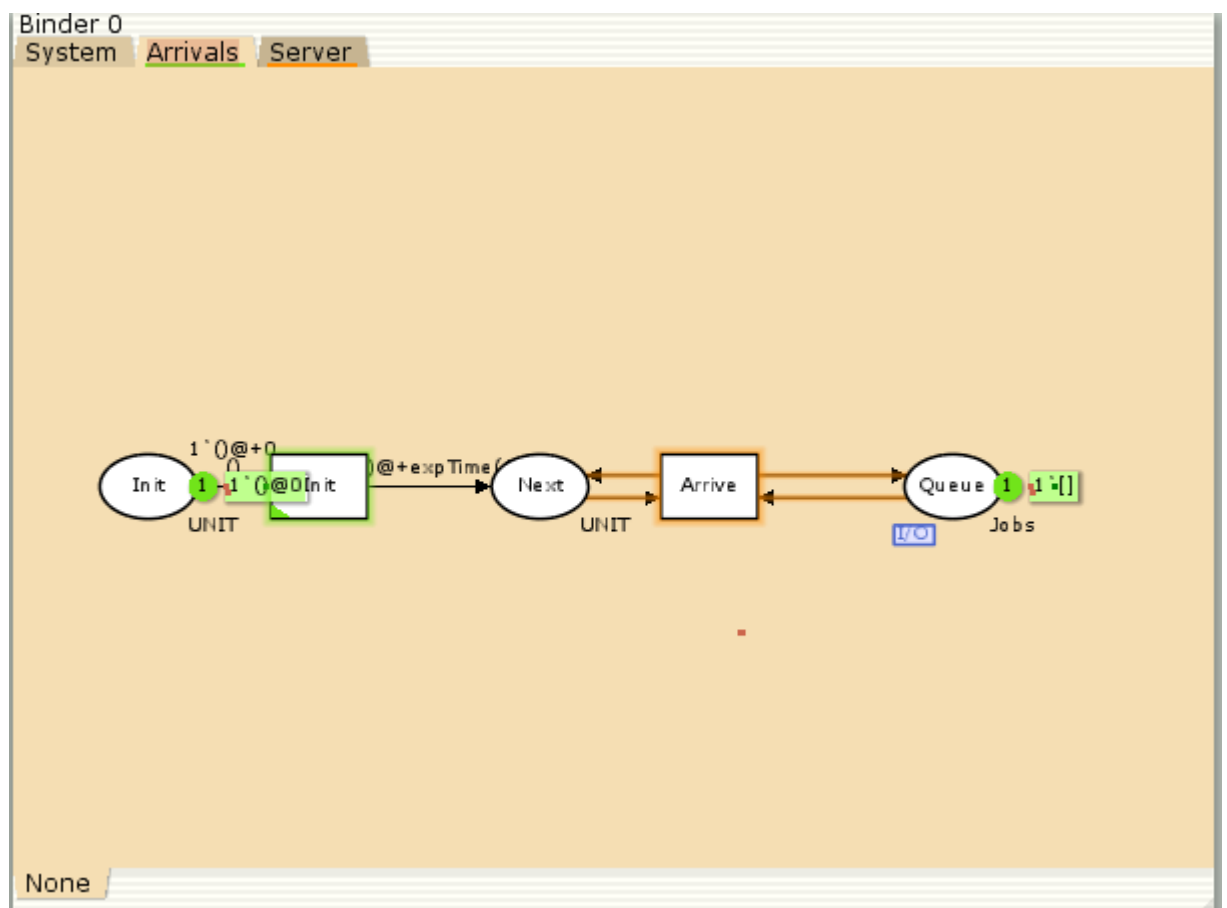 Binder 0
System Arrivals Server
1`()@+0
()
)@+expTime(
Init 1 1`()@0 Init Next Arrive Queue 1 1`[]
UNIT UNIT I/O Jobs
None